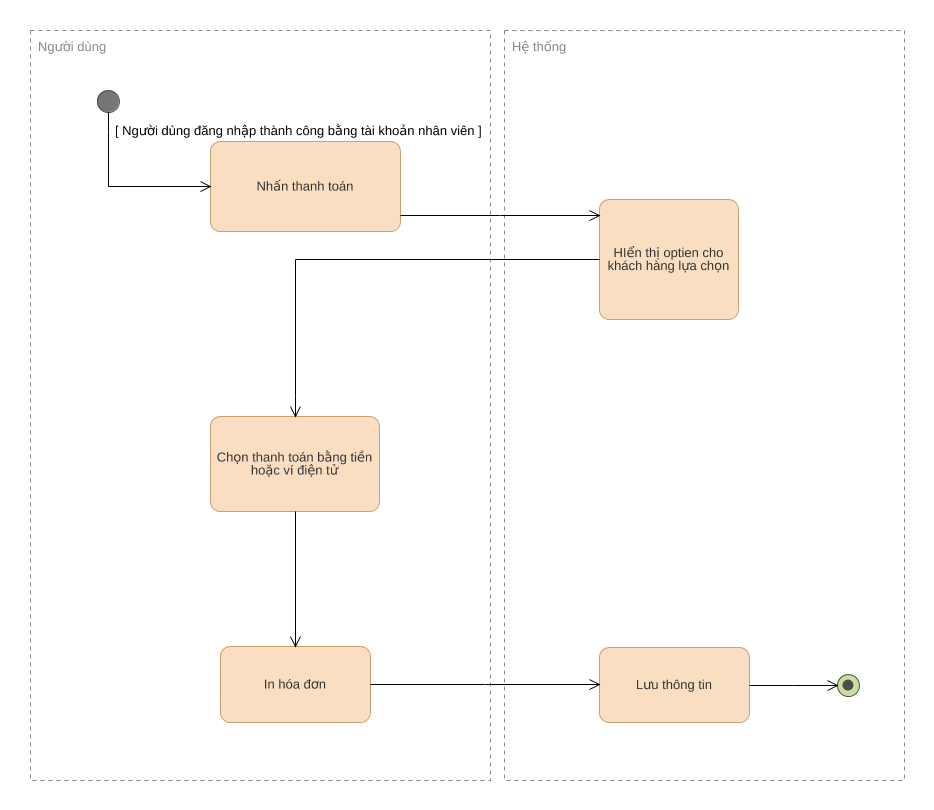 Người dùng
Hệ thống
[ Người dùng đăng nhập thành công bằng tài khoản nhân viên ]
Nhấn thanh toán
HIển thị optien cho
khách hàng lựa chọn
Chọn thanh toán bằng tiền
hoặc ví điện tử
In hóa đơn
Lưu thông tin